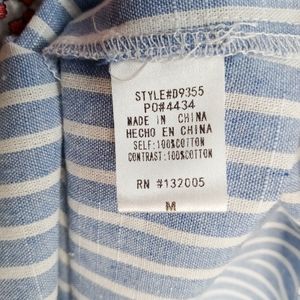 STYLE#D9355
PO#4434
MADE IN CHINA
HECHO EN CHINA
SELF:100%COTTON
CONTRAST:100%COTTON
RN #132005
M